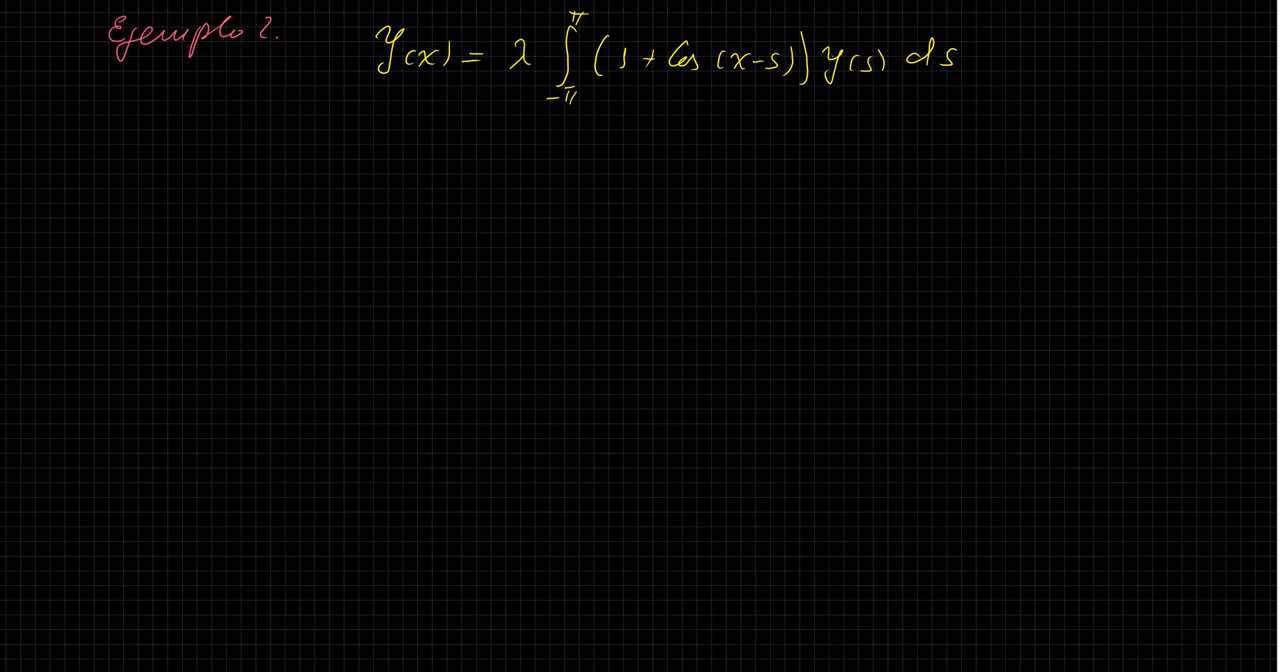 Ejemplo 2. y(x) = λ ∫_{-π}^{π} (1 + Cos (x-s)) y(s) ds